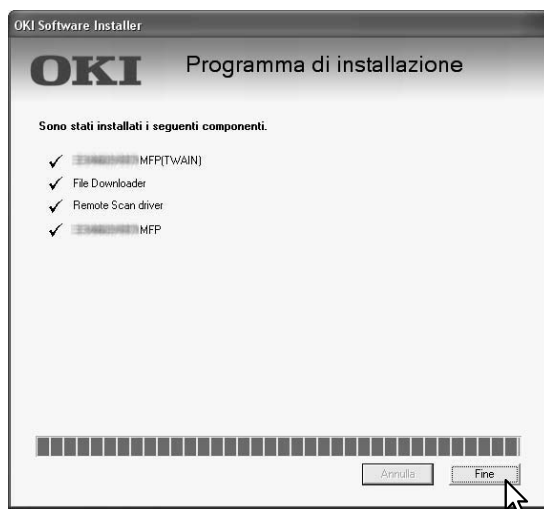 OKI Software Installer
OKI Programma di installazione
Sono stati installati i seguenti componenti.
MFP(TWAIN)
File Downloader
Remote Scan driver
MFP
Annulla Fine